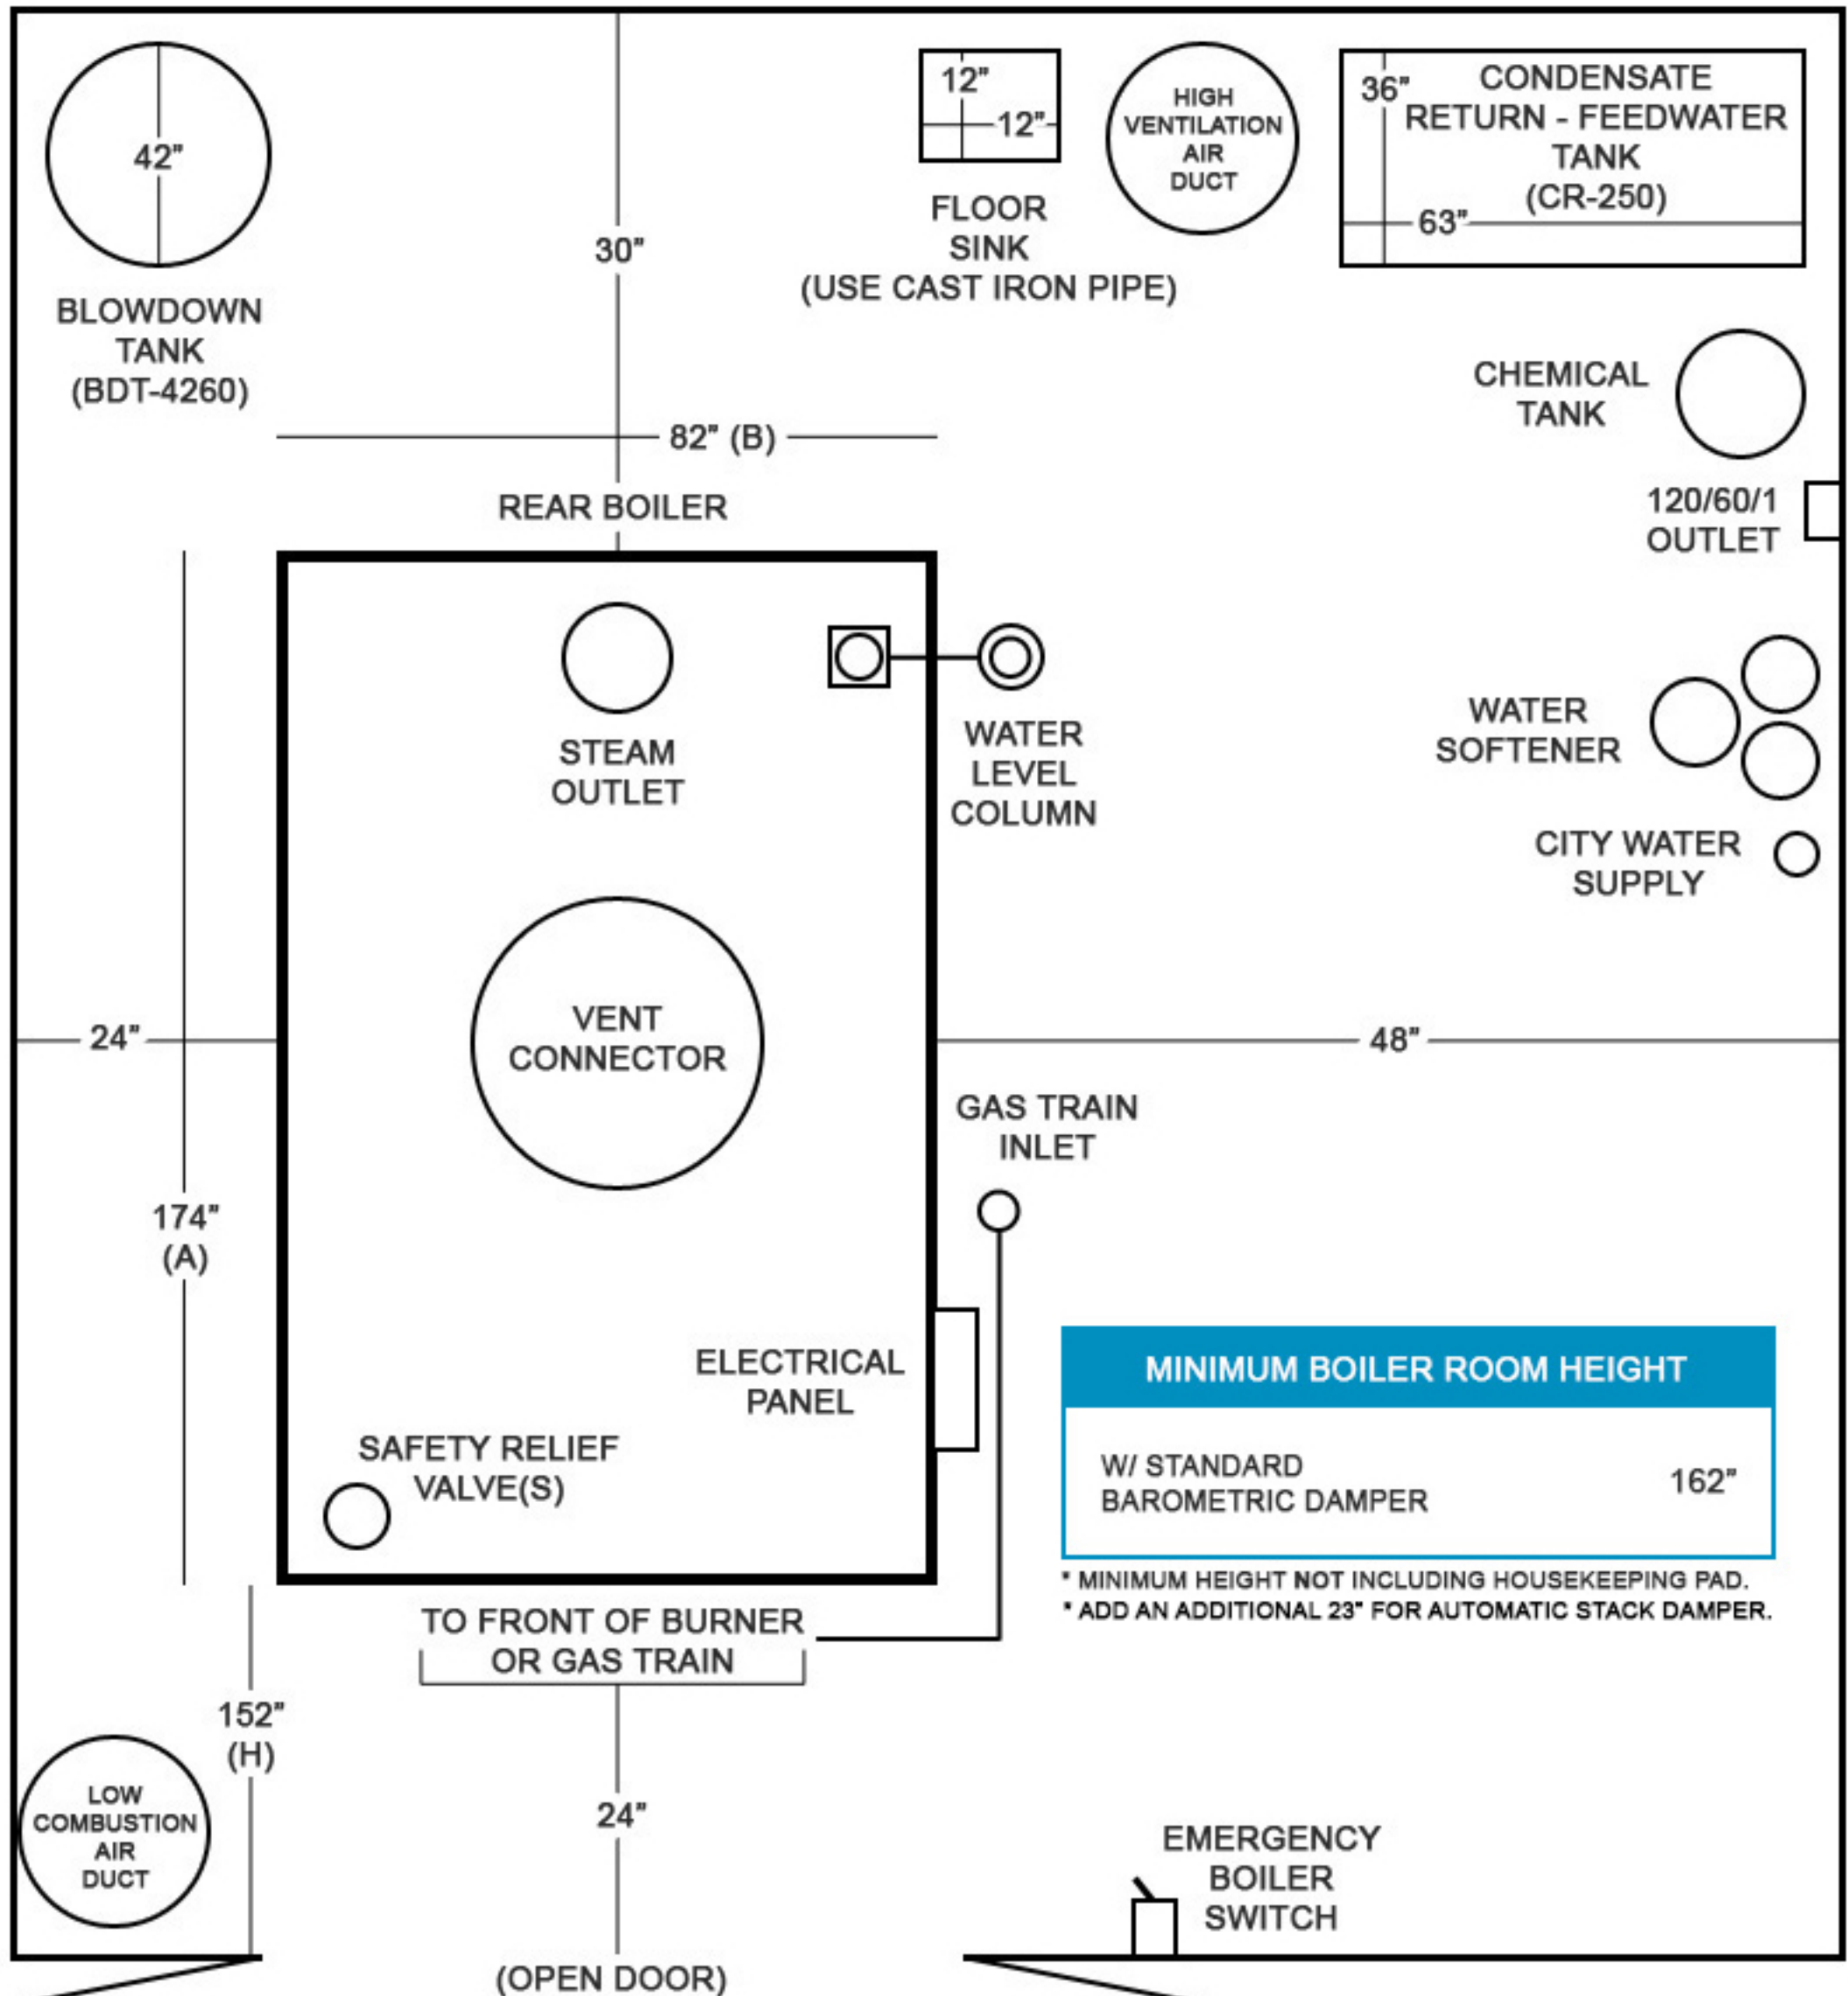 42”
BLOWDOWN
TANK
(BDT-4260)
30”
12”
12”
FLOOR
SINK
(USE CAST IRON PIPE)
HIGH
VENTILATION
AIR
DUCT
36”
CONDENSATE
RETURN - FEEDWATER
TANK
(CR-250)
63”
CHEMICAL
TANK
82” (B)
REAR BOILER
120/60/1
OUTLET
STEAM
OUTLET
WATER
LEVEL
COLUMN
WATER
SOFTENER
CITY WATER
SUPPLY
24”
VENT
CONNECTOR
48”
GAS TRAIN
INLET
174”
(A)
ELECTRICAL
PANEL
SAFETY RELIEF
VALVE(S)
MINIMUM BOILER ROOM HEIGHT
W/ STANDARD
BAROMETRIC DAMPER
162”
* MINIMUM HEIGHT NOT INCLUDING HOUSEKEEPING PAD.
* ADD AN ADDITIONAL 23” FOR AUTOMATIC STACK DAMPER.
TO FRONT OF BURNER
OR GAS TRAIN
152”
(H)
LOW
COMBUSTION
AIR
DUCT
24”
EMERGENCY
BOILER
SWITCH
(OPEN DOOR)